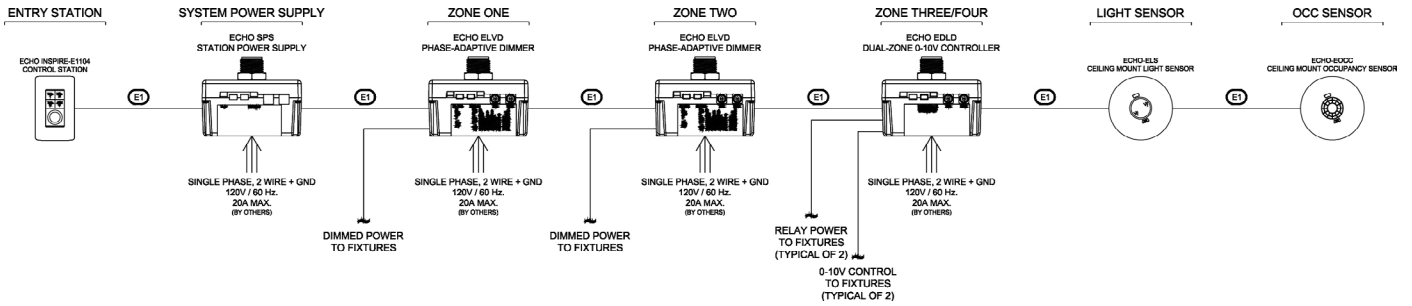 ENTRY STATION
ECHO INSPIRE-E1104
CONTROL STATION
E1
SYSTEM POWER SUPPLY
ECHO SPS
STATION POWER SUPPLY
SINGLE PHASE, 2 WIRE + GND
120V / 60 Hz.
20A MAX.
(BY OTHERS)
E1
ZONE ONE
ECHO ELVD
PHASE-ADAPTIVE DIMMER
SINGLE PHASE, 2 WIRE + GND
120V / 60 Hz.
20A MAX.
(BY OTHERS)
DIMMED POWER
TO FIXTURES
E1
ZONE TWO
ECHO ELVD
PHASE-ADAPTIVE DIMMER
SINGLE PHASE, 2 WIRE + GND
120V / 60 Hz.
20A MAX.
(BY OTHERS)
DIMMED POWER
TO FIXTURES
E1
ZONE THREE/FOUR
ECHO EDLD
DUAL-ZONE 0-10V CONTROLLER
SINGLE PHASE, 2 WIRE + GND
120V / 60 Hz.
20A MAX.
(BY OTHERS)
RELAY POWER
TO FIXTURES
(TYPICAL OF 2)
0-10V CONTROL
TO FIXTURES
(TYPICAL OF 2)
E1
LIGHT SENSOR
ECHO-ELS
CEILING MOUNT LIGHT SENSOR
E1
OCC SENSOR
ECHO-EOCC
CEILING MOUNT OCCUPANCY SENSOR